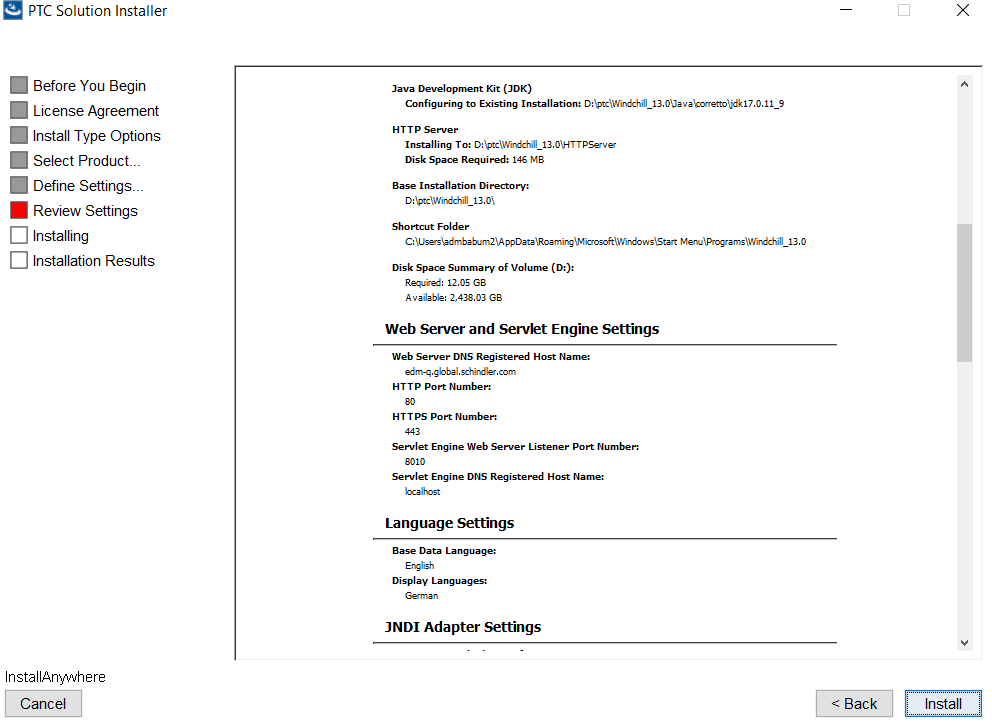 PTC Solution Installer
Before You Begin
License Agreement
Install Type Options
Select Product...
Define Settings...
Review Settings
Installing
Installation Results
Java Development Kit (JDK)
Configuring to Existing Installation: D:\ptc\Windchill_13.0\Java\corretto\jdk17.0.11_9
HTTP Server
Installing To: D:\ptc\Windchill_13.0\HTTPServer
Disk Space Required: 146 MB
Base Installation Directory:
D:\ptc\Windchill_13.0\
Shortcut Folder
C:\Users\admbabum2\AppData\Roaming\Microsoft\Windows\Start Menu\Programs\Windchill_13.0
Disk Space Summary of Volume (D:):
Required: 12.05 GB
Available: 2,438.03 GB
Web Server and Servlet Engine Settings
Web Server DNS Registered Host Name:
edm-q.global.schindler.com
HTTP Port Number:
80
HTTPS Port Number:
443
Servlet Engine Web Server Listener Port Number:
8010
Servlet Engine DNS Registered Host Name:
localhost
Language Settings
Base Data Language:
English
Display Languages:
German
JNDI Adapter Settings
InstallAnywhere
Cancel
< Back
Install